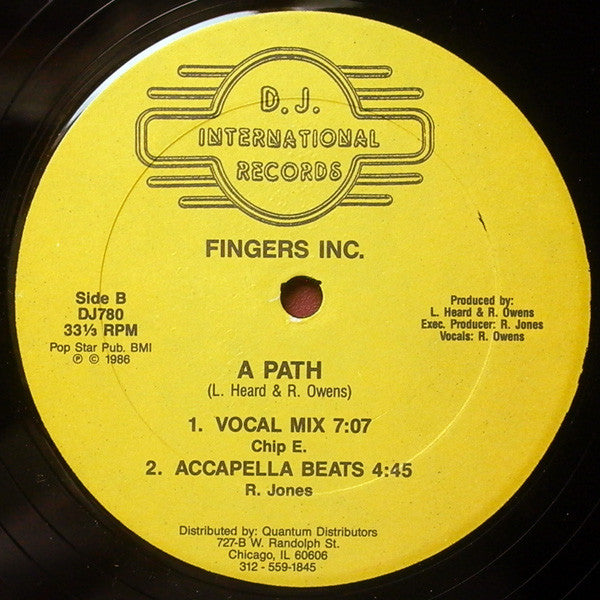 D.J.
INTERNATIONAL
RECORDS
FINGERS INC.
Side B
DJ780
33⅓ RPM
Pop Star Pub. BMI
℗ © 1986
Produced by:
L. Heard & R. Owens
Exec. Producer: R. Jones
Vocals: R. Owens
A PATH
(L. Heard & R. Owens)
1. VOCAL MIX 7:07
Chip E.
2. ACCAPELLA BEATS 4:45
R. Jones
Distributed by: Quantum Distributors
727-B W. Randolph St.
Chicago, IL 60606
312 - 559-1845